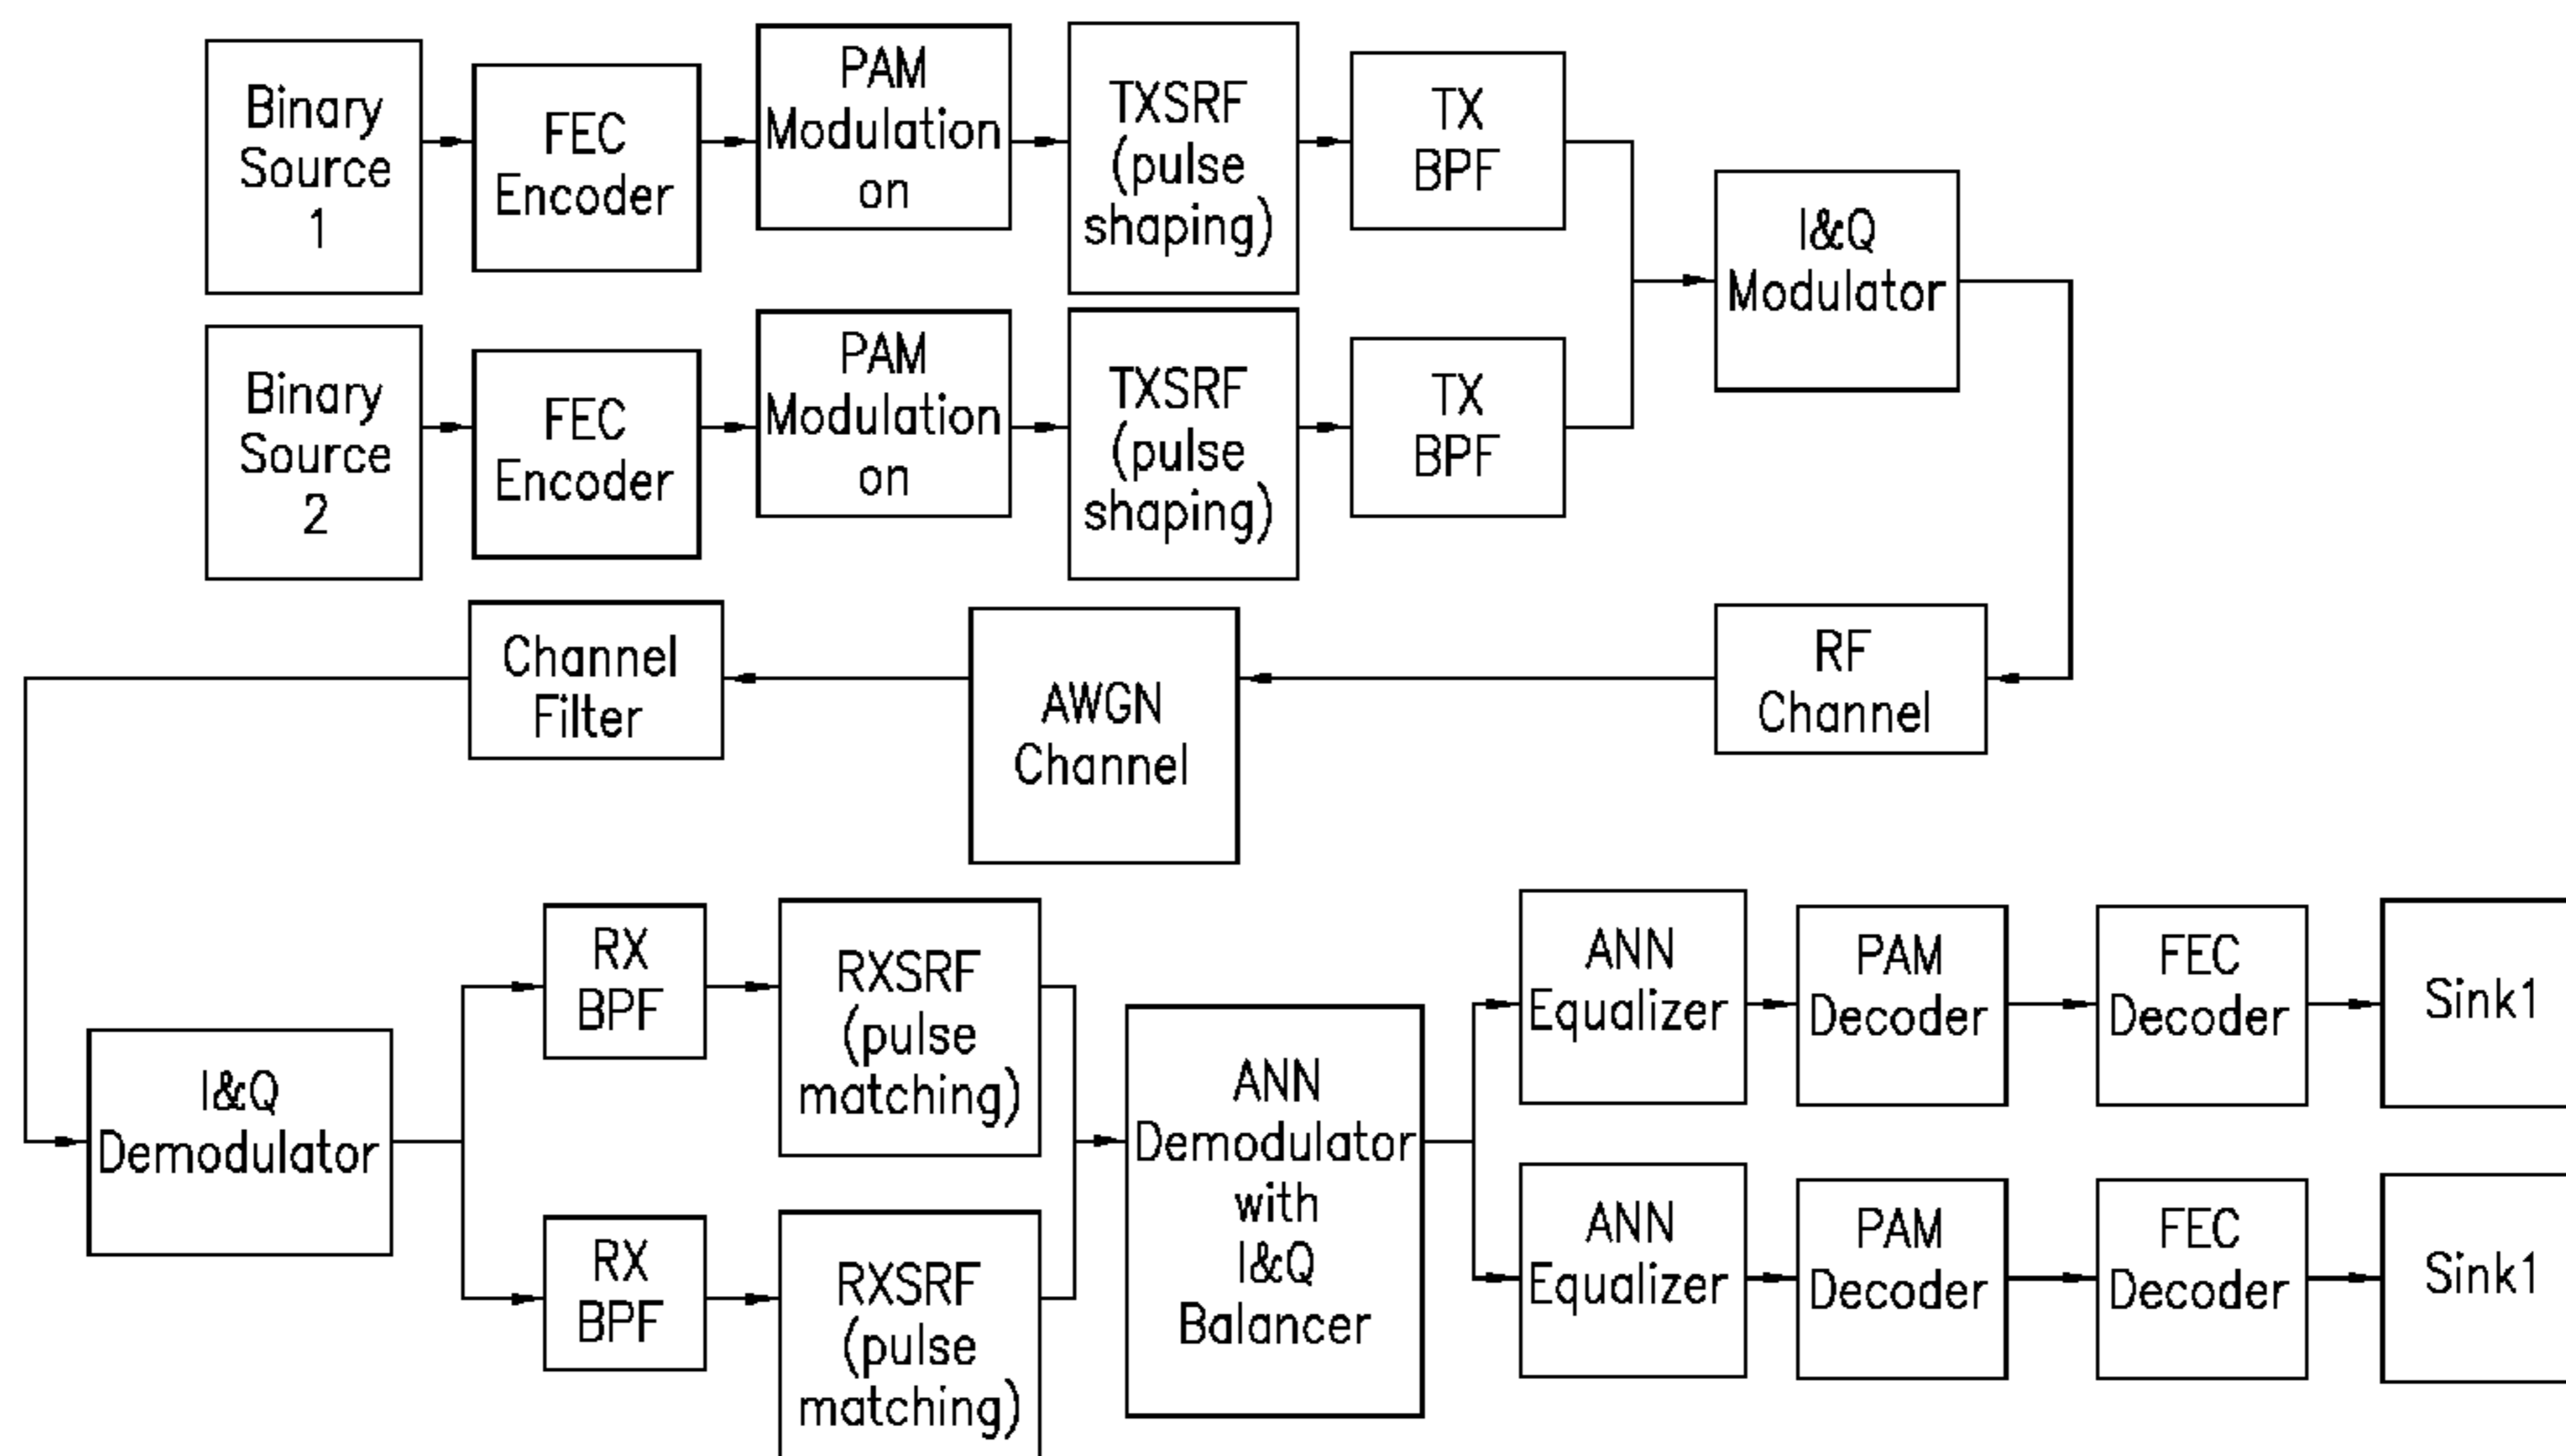 Binary
Source
1
FEC
Encoder
PAM
Modulation
on
TXSRF
(pulse
shaping)
TX
BPF
I&Q
Modulator
Binary
Source
2
FEC
Encoder
PAM
Modulation
on
TXSRF
(pulse
shaping)
TX
BPF
RF
Channel
AWGN
Channel
Channel
Filter
I&Q
Demodulator
RX
BPF
RXSRF
(pulse
matching)
RX
BPF
RXSRF
(pulse
matching)
ANN
Demodulator
with
I&Q
Balancer
ANN
Equalizer
PAM
Decoder
FEC
Decoder
Sink1
ANN
Equalizer
PAM
Decoder
FEC
Decoder
Sink1